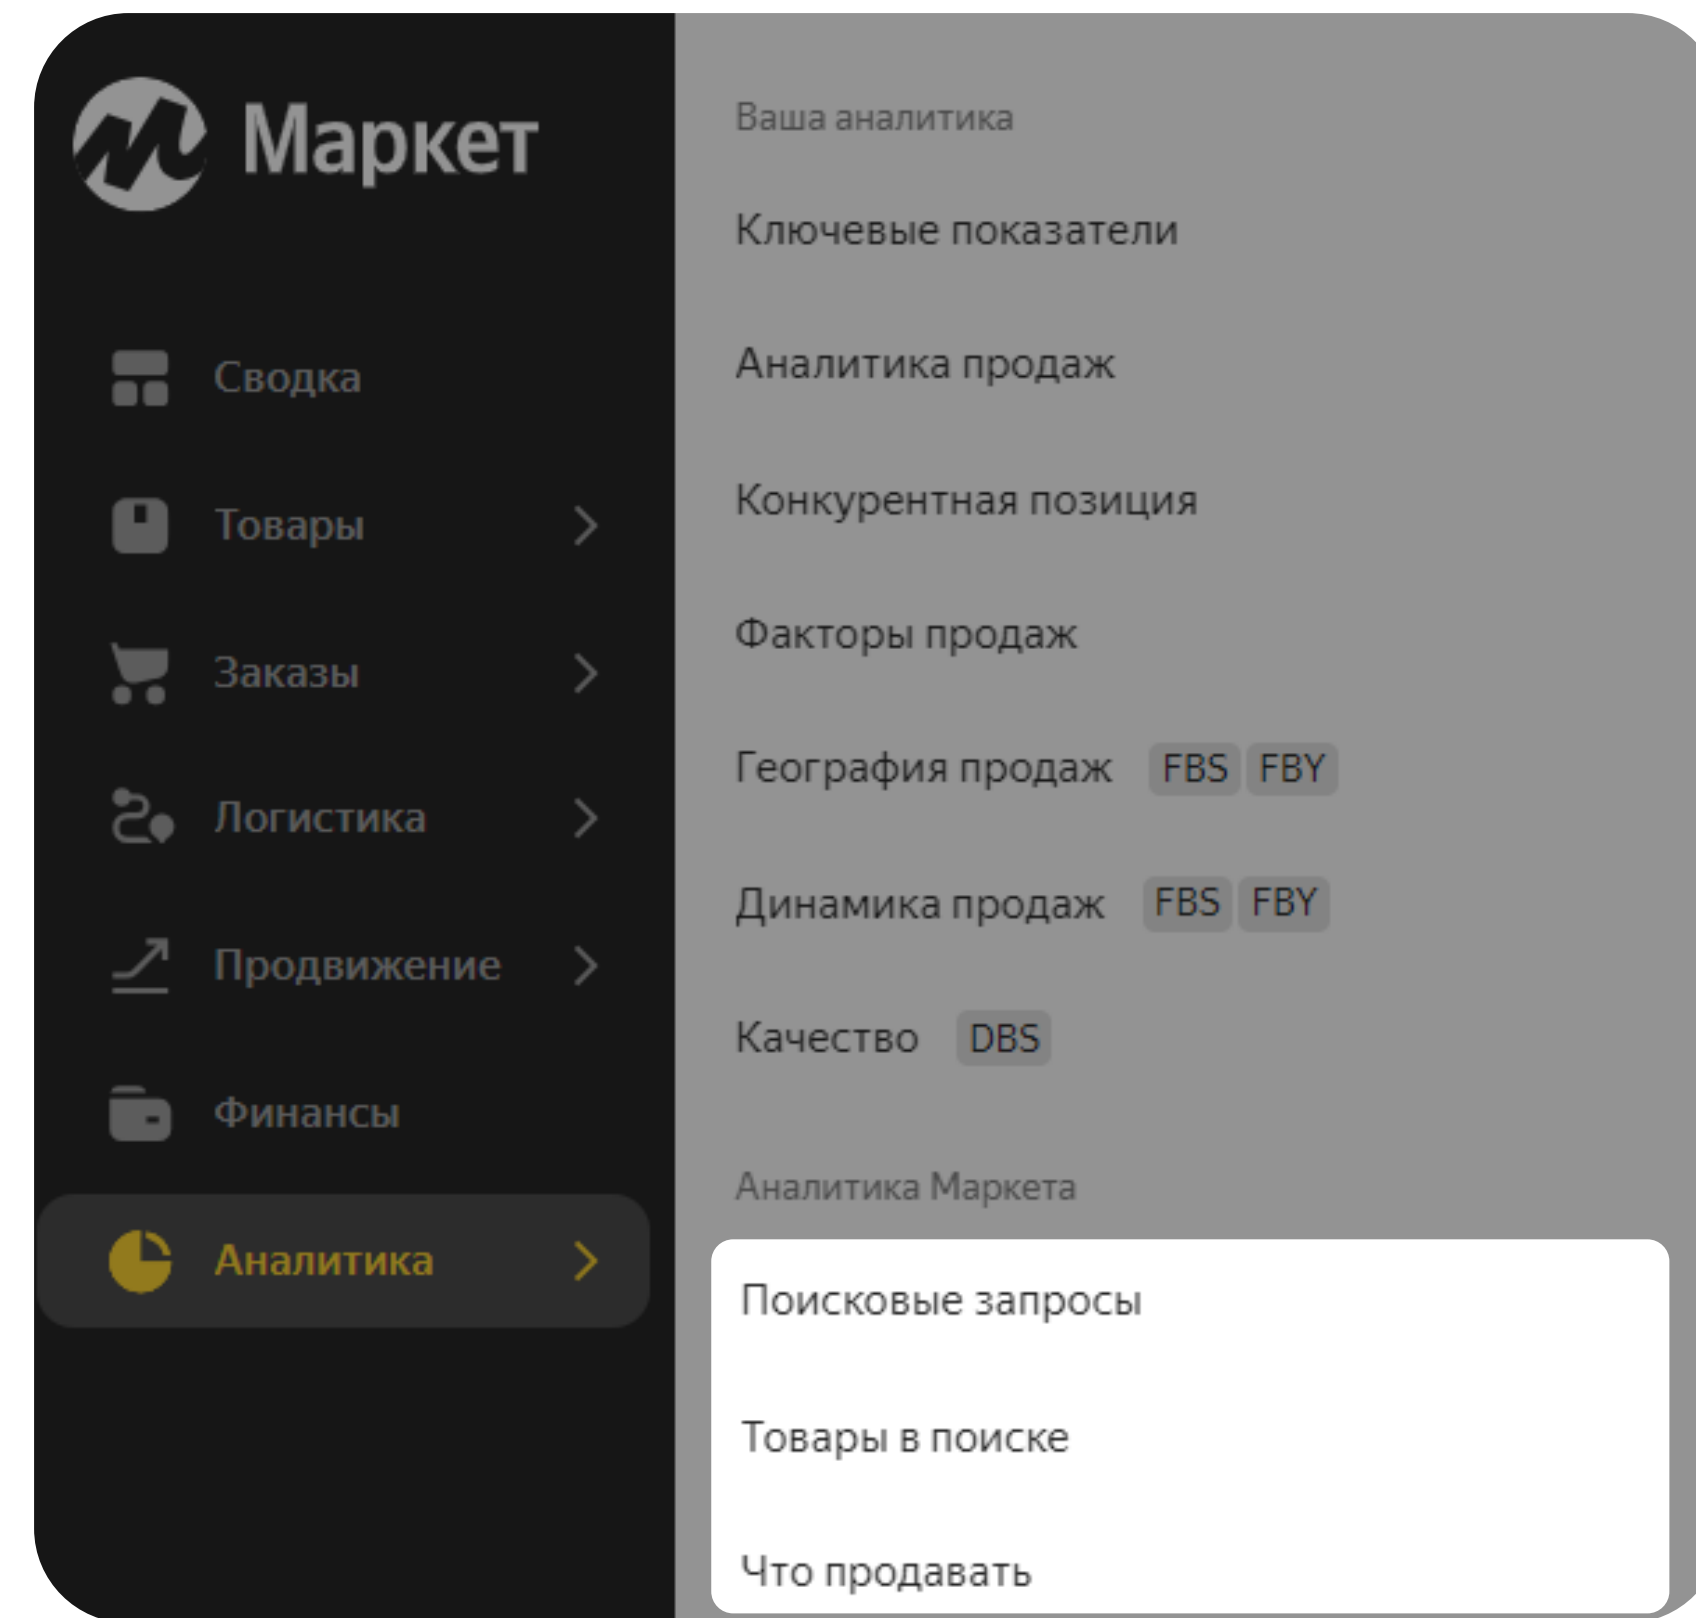 Маркет
Сводка
Товары
Заказы
Логистика
Продвижение
Финансы
Аналитика
Ваша аналитика
Ключевые показатели
Аналитика продаж
Конкурентная позиция
Факторы продаж
География продаж FBS FBY
Динамика продаж FBS FBY
Качество DBS
Аналитика Маркета
Поисковые запросы
Товары в поиске
Что продавать